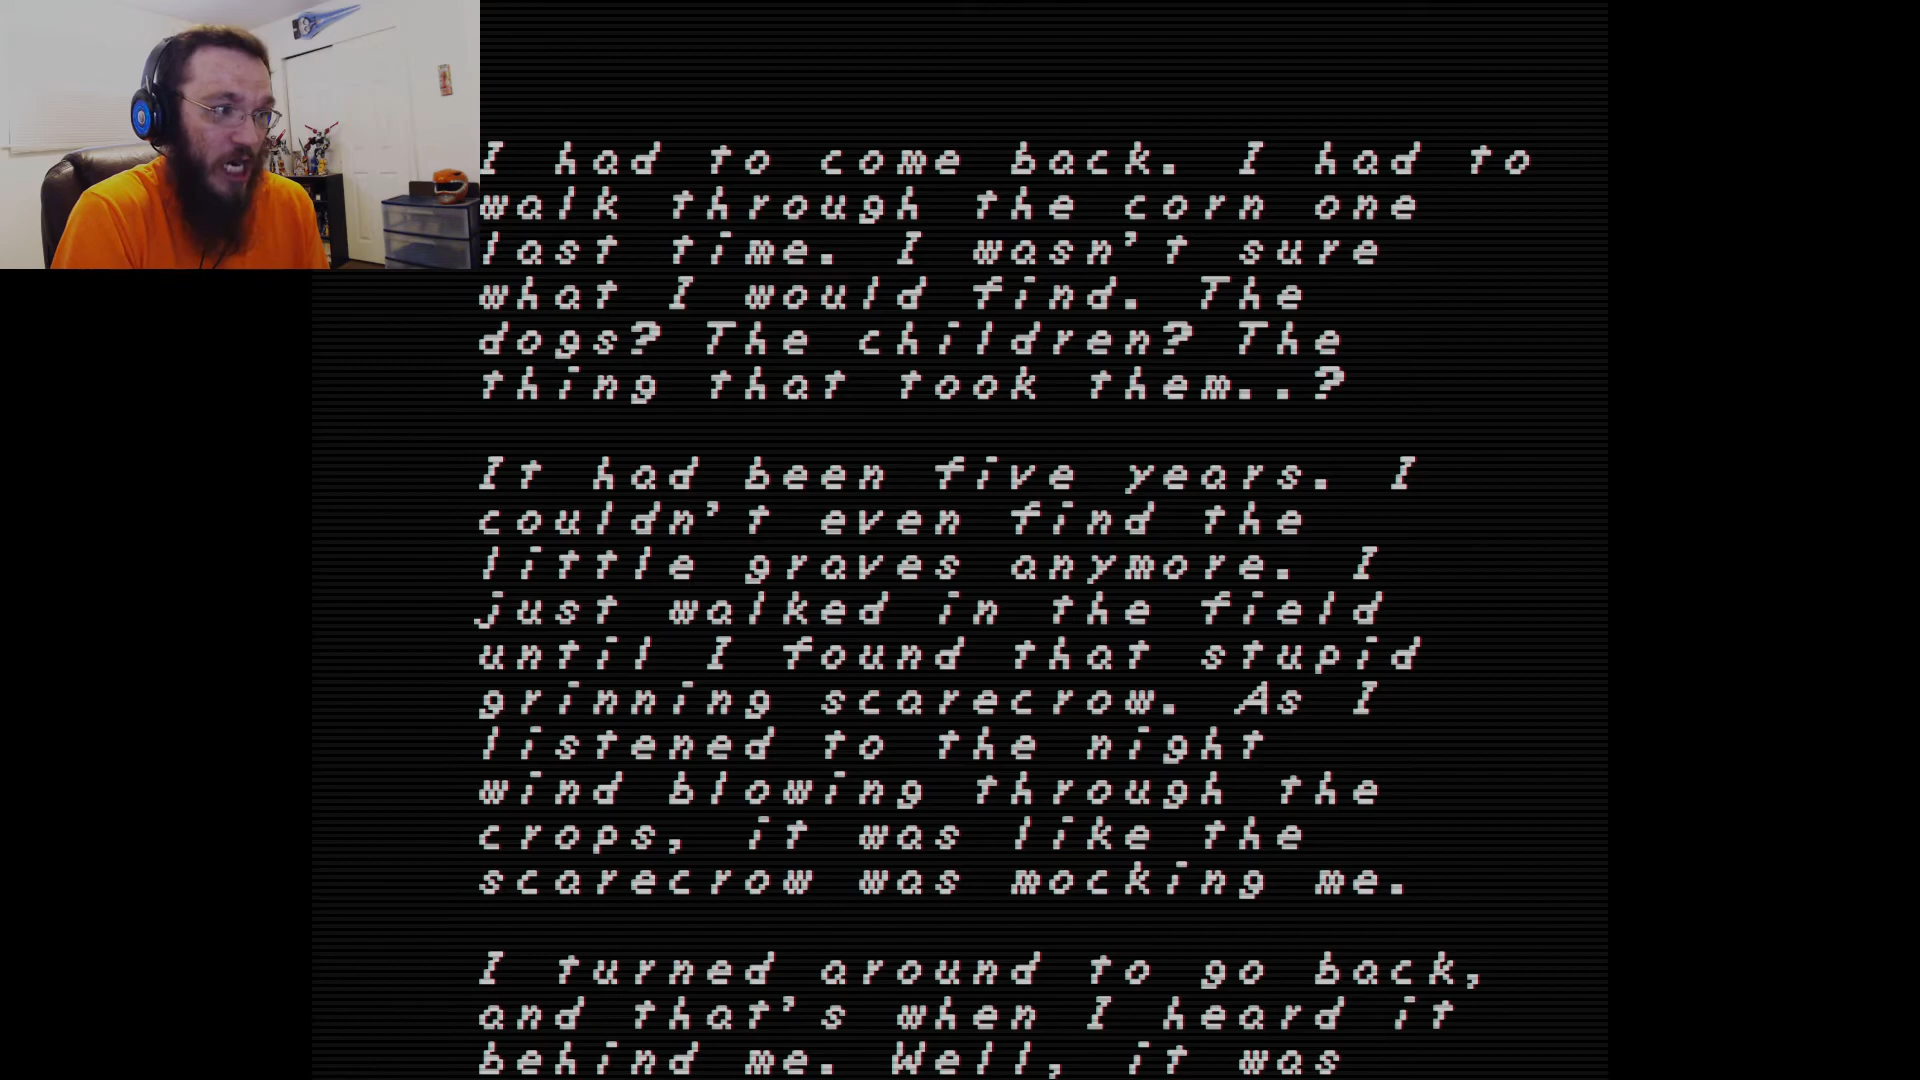 I had to come back. I had to
walk through the corn one
last time. I wasn't sure
what I would find. The
dogs? The children? The
thing that took them..?
It had been five years. I
couldn't even find the
little graves anymore. I
just walked in the field
until I found that stupid
grinning scarecrow. As I
listened to the night
wind blowing through the
crops, it was like the
scarecrow was mocking me.
I turned around to go back,
and that's when I heard it
behind me. Well, it was